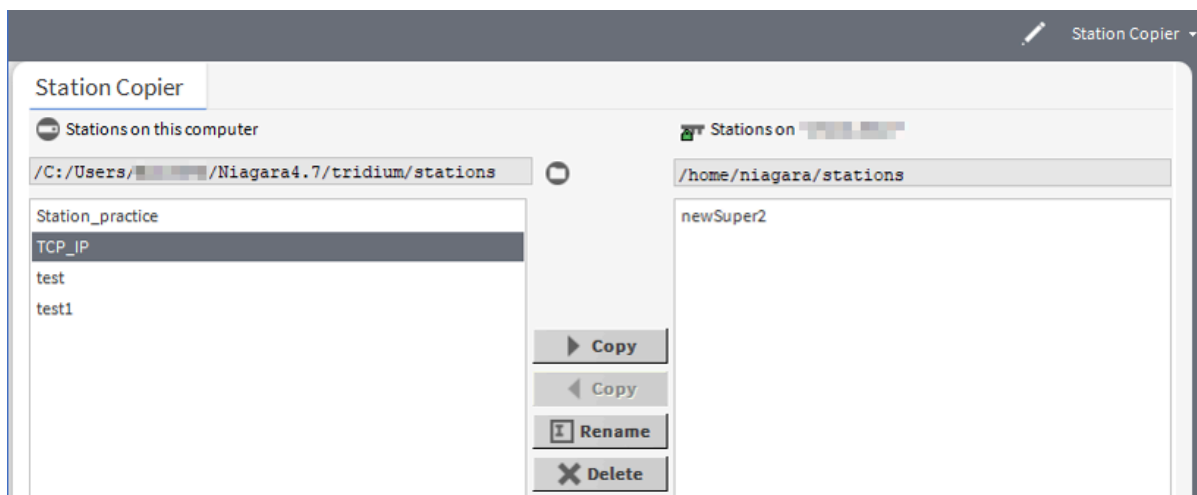 Station Copier
Station Copier
Stations on this computer
Stations on
/C:/Users/ /Niagara4.7/tridium/stations
/home/niagara/stations
Station_practice
newSuper2
TCP_IP
test
test1
Copy
Copy
Rename
Delete